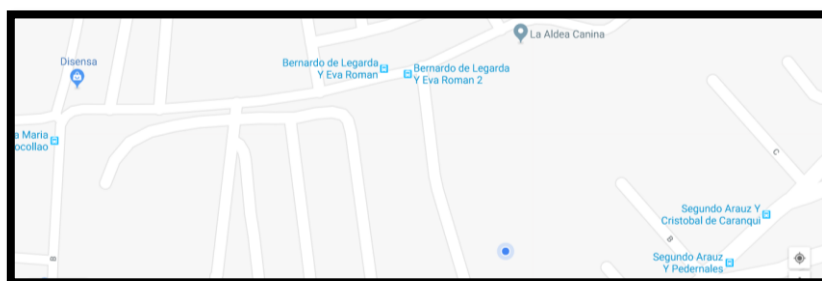 La Aldea Canina
Disensa
Bernardo de Legarda
Y Eva Roman
Bernardo de Legarda
Y Eva Roman 2
a Maria
ocollao
C
Segundo Arauz Y
Cristobal de Caranqui
B
Segundo Arauz
Y Pedernales